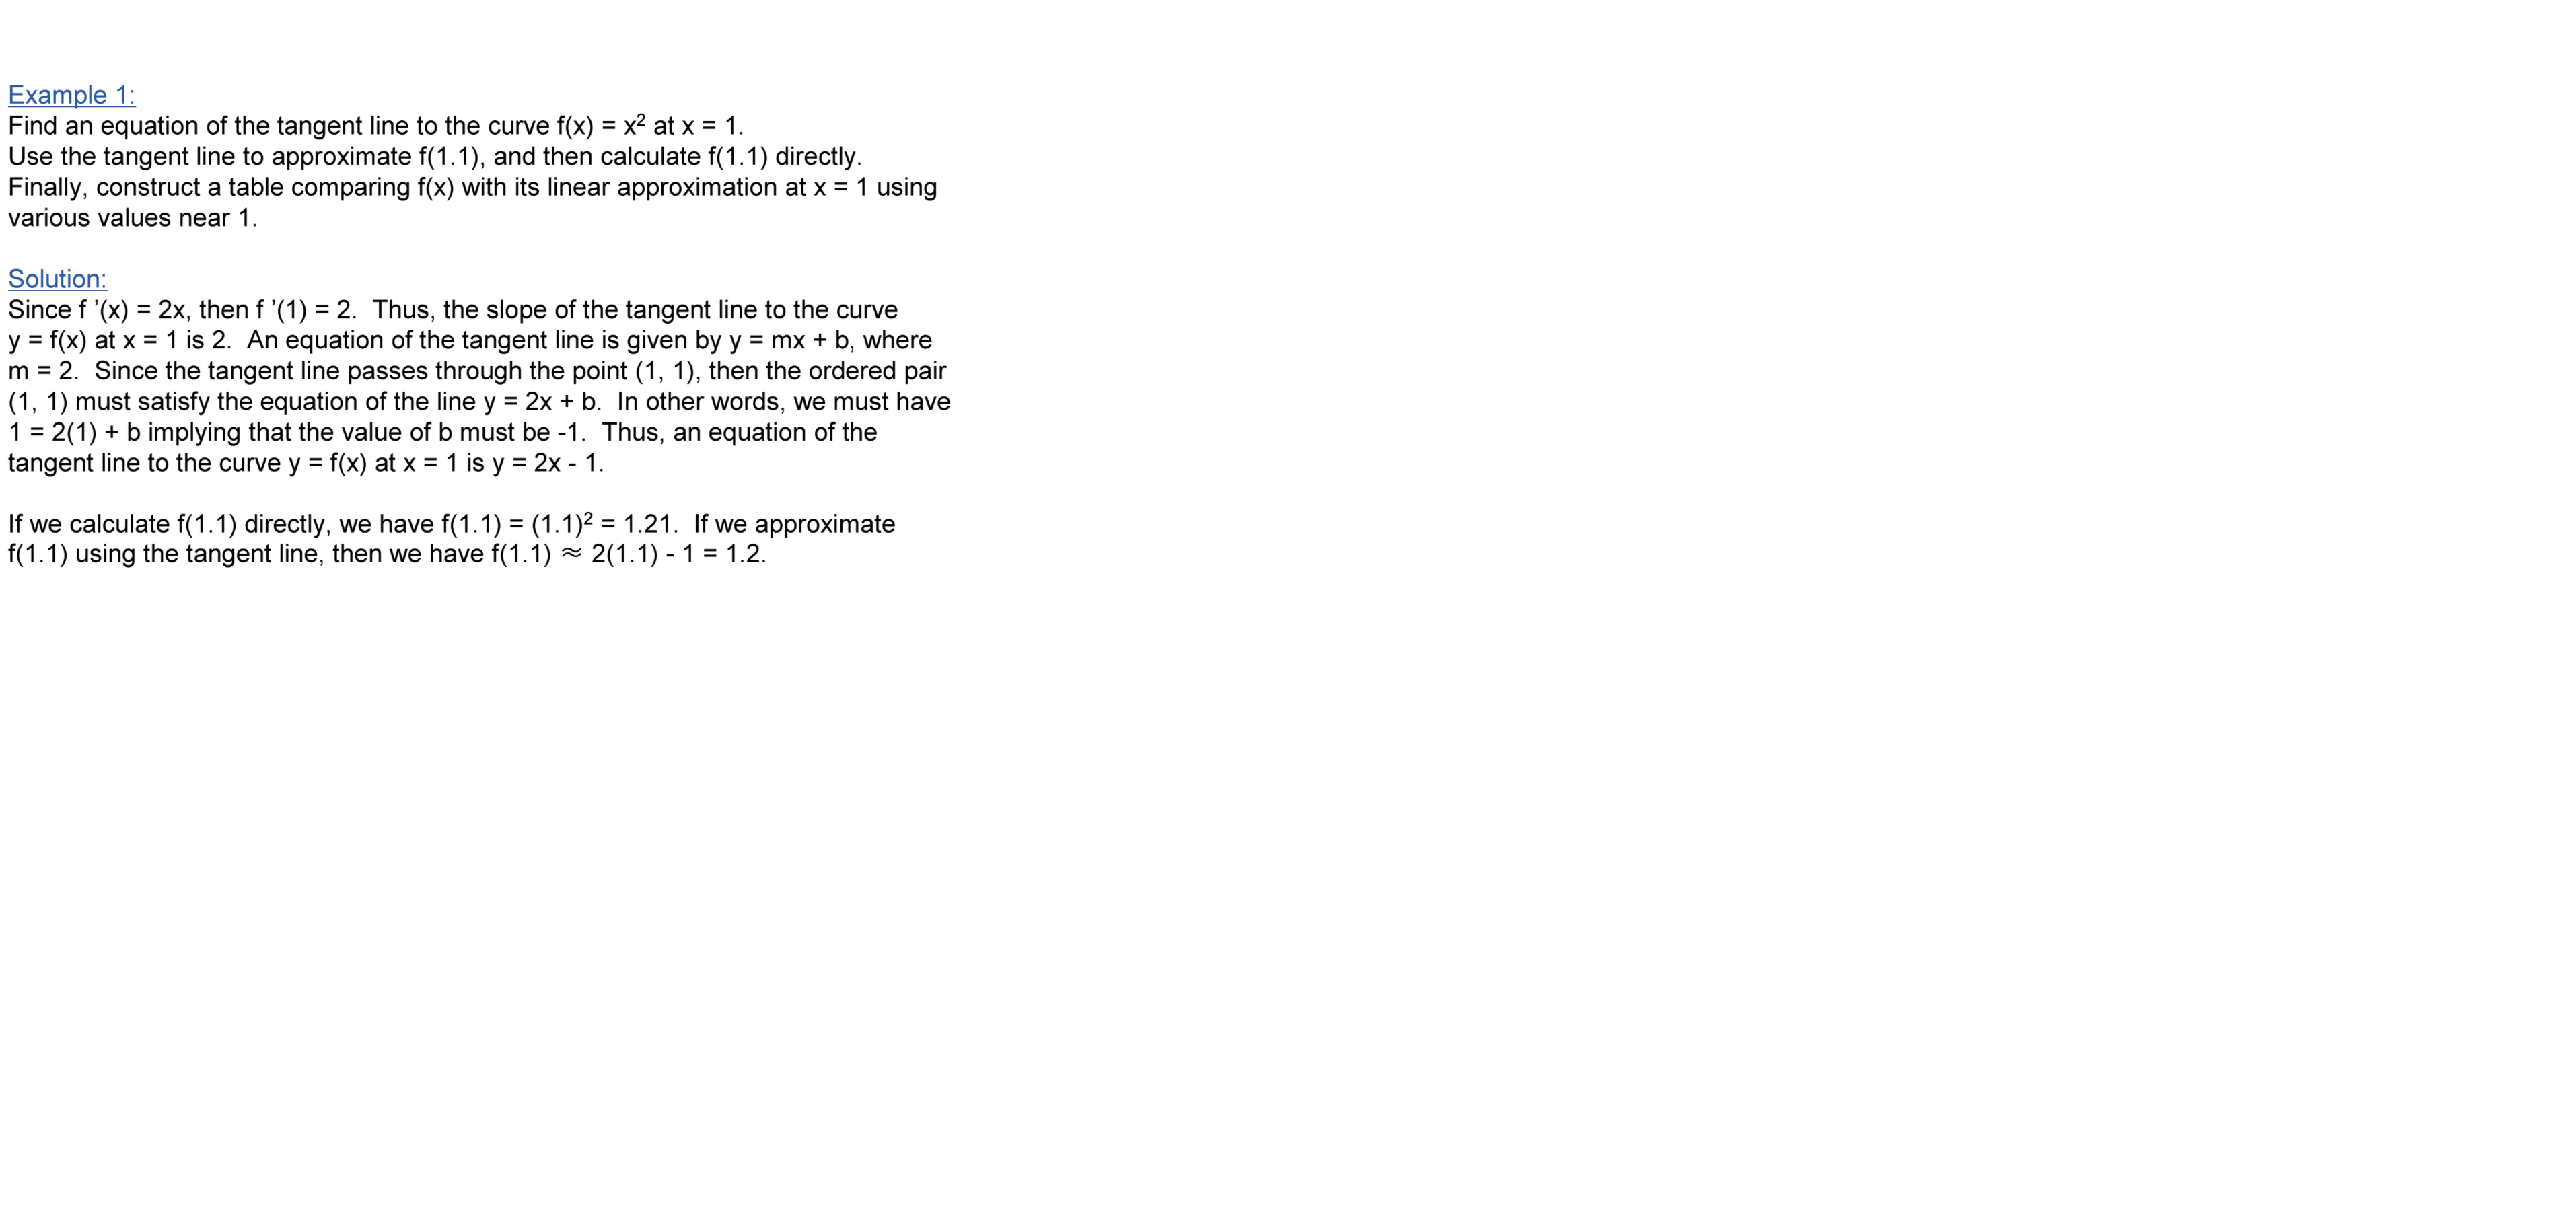 Example 1:
Find an equation of the tangent line to the curve f(x) = x² at x = 1.
Use the tangent line to approximate f(1.1), and then calculate f(1.1) directly.
Finally, construct a table comparing f(x) with its linear approximation at x = 1 using
various values near 1.
Solution:
Since f ’(x) = 2x, then f ’(1) = 2.  Thus, the slope of the tangent line to the curve
y = f(x) at x = 1 is 2.  An equation of the tangent line is given by y = mx + b, where
m = 2.  Since the tangent line passes through the point (1, 1), then the ordered pair
(1, 1) must satisfy the equation of the line y = 2x + b.  In other words, we must have
1 = 2(1) + b implying that the value of b must be -1.  Thus, an equation of the
tangent line to the curve y = f(x) at x = 1 is y = 2x - 1.
If we calculate f(1.1) directly, we have f(1.1) = (1.1)² = 1.21.  If we approximate
f(1.1) using the tangent line, then we have f(1.1) ≈ 2(1.1) - 1 = 1.2.